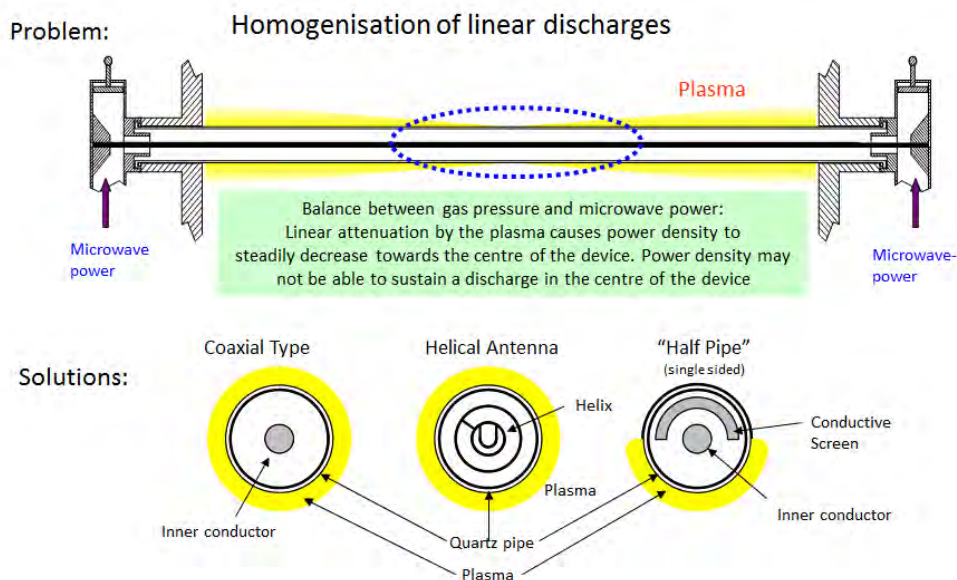 Homogenisation of linear discharges
Problem:
Plasma
Microwave
power
Microwave-
power
Balance between gas pressure and microwave power:
Linear attenuation by the plasma causes power density to
steadily decrease towards the centre of the device. Power density may
not be able to sustain a discharge in the centre of the device
Solutions:
Coaxial Type
Helical Antenna
"Half Pipe"
(single sided)
Helix
Conductive
Screen
Plasma
Inner conductor
Inner conductor
Quartz pipe
Plasma